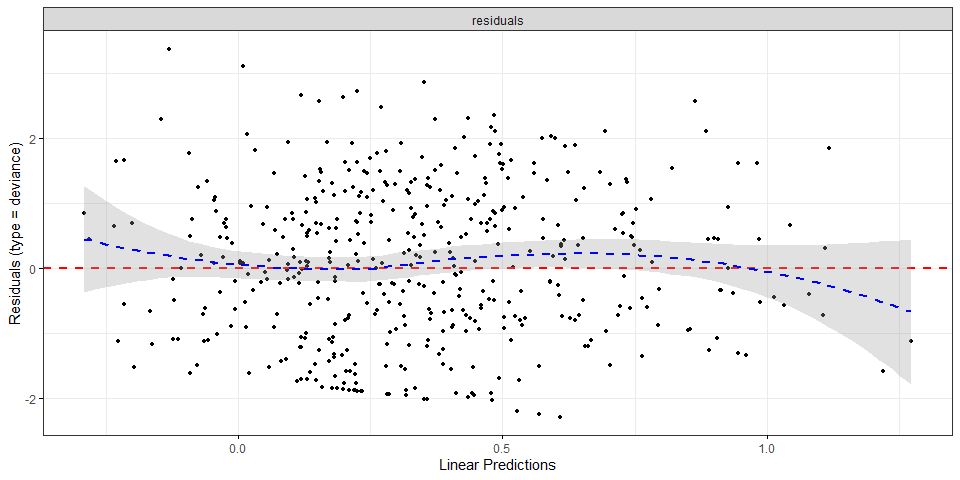 residuals
Residuals (type = deviance)
2
0
-2
0.0 0.5 1.0
Linear Predictions